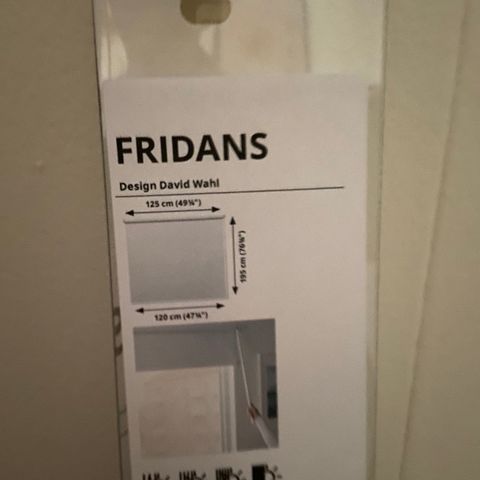 FRIDANS
Design David Wahl
125 cm (49¼")
195 cm (76¾")
120 cm (47¼")